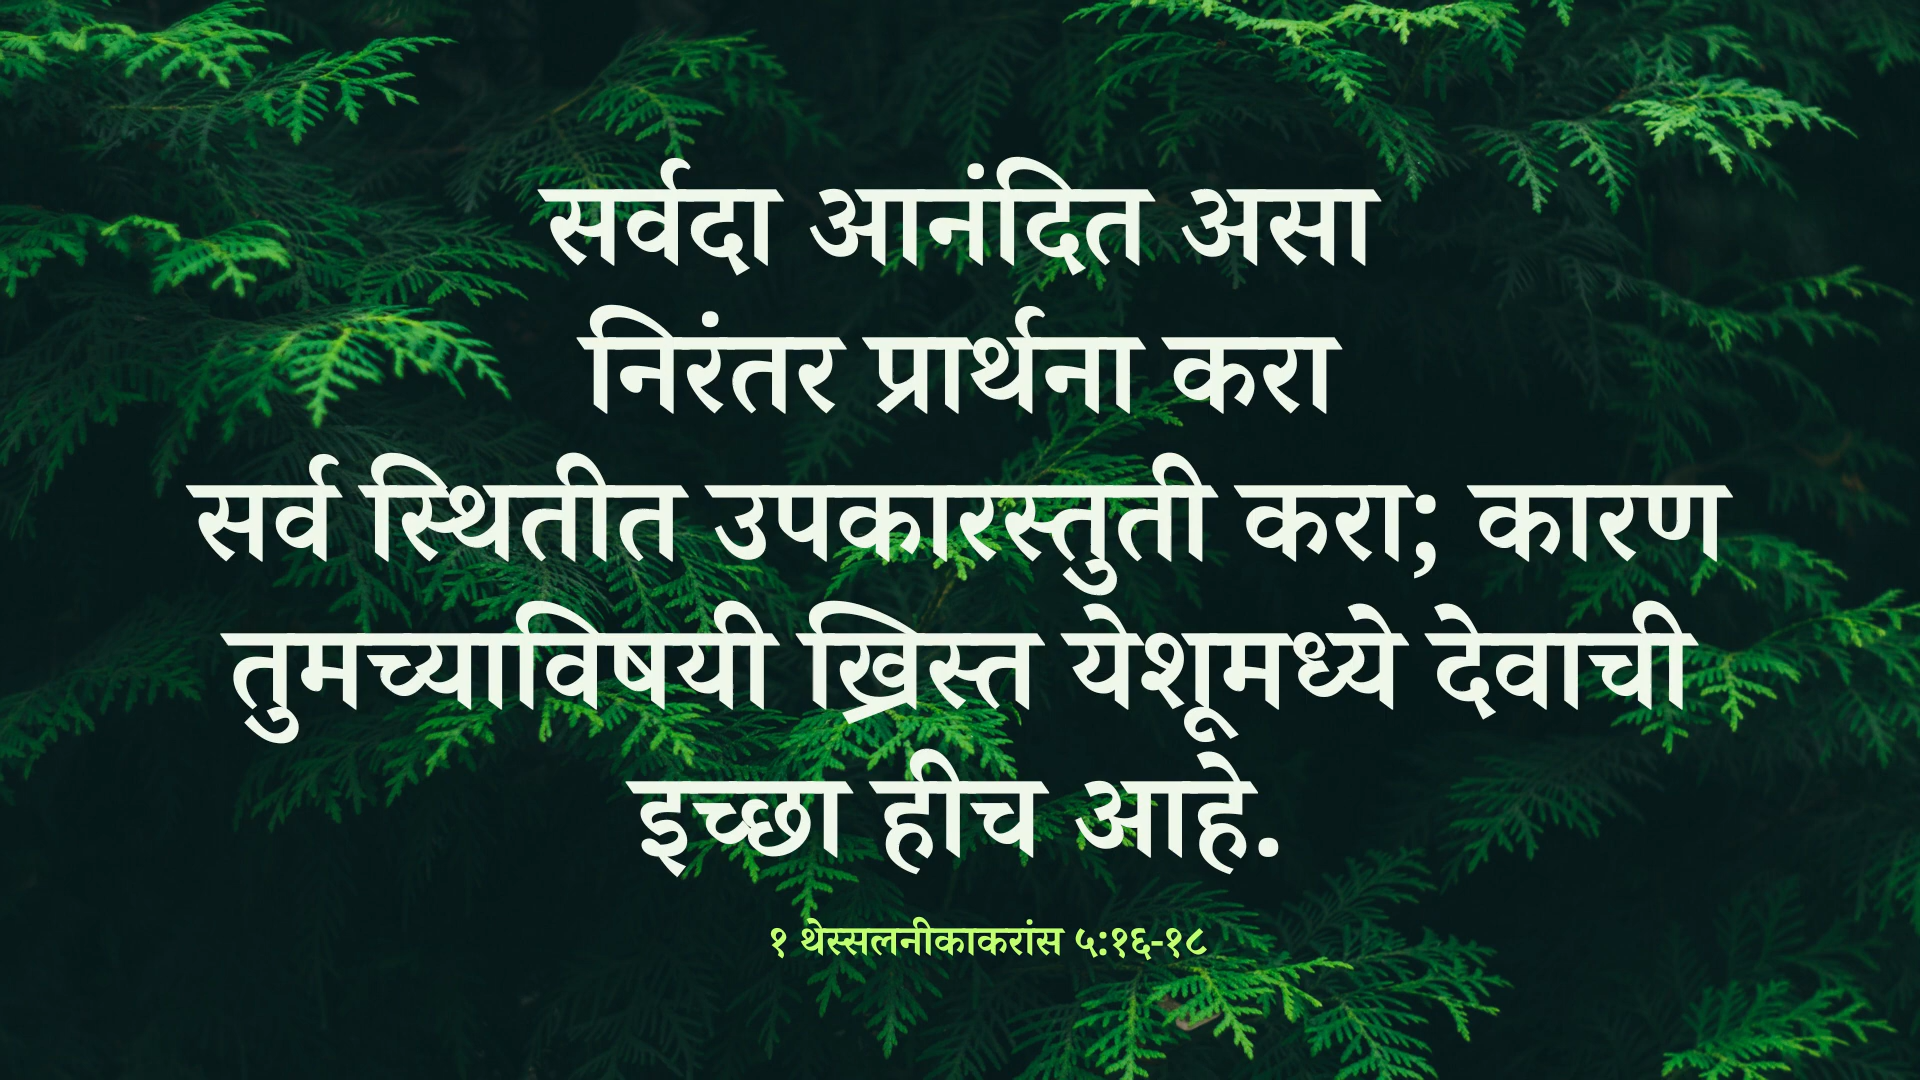 सर्वदा आनंदित असा
निरंतर प्रार्थना करा
सर्व स्थितीत उपकारस्तुती करा; कारण
तुमच्याविषयी ख्रिस्त येशूमध्ये देवाची
इच्छा हीच आहे.
१ थेस्सलनीकाकरांस ५:१६-१८